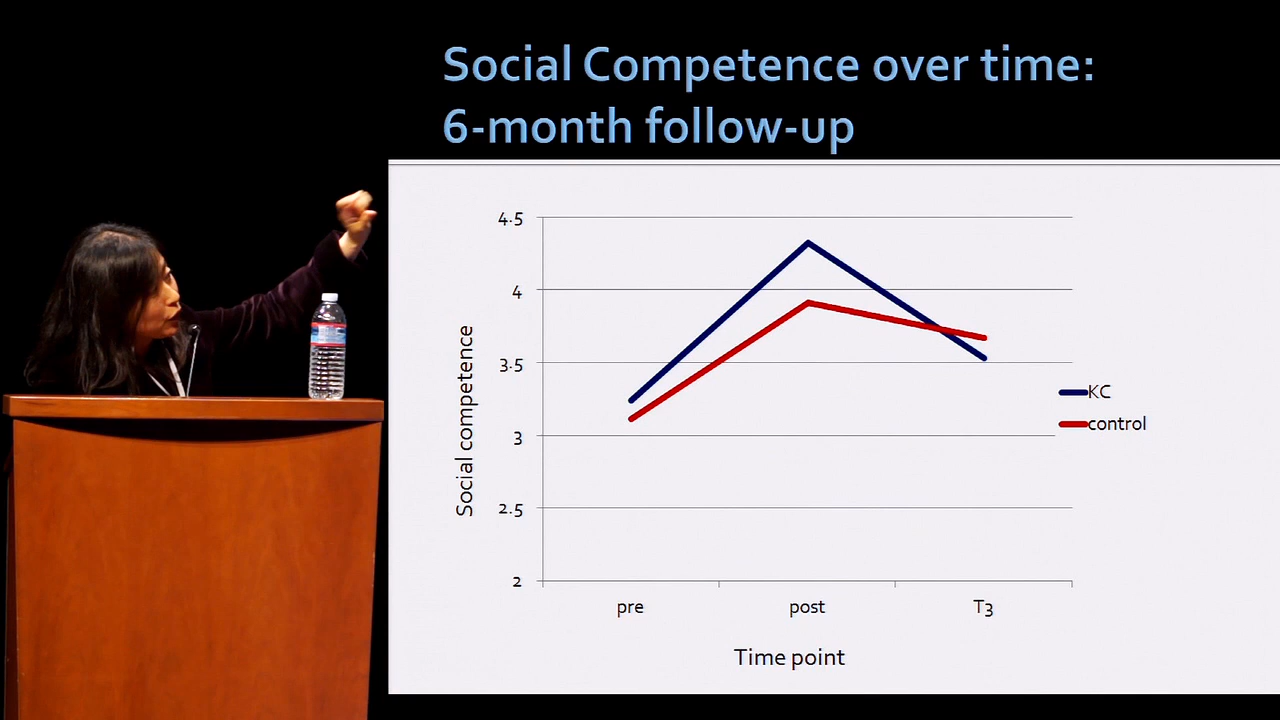 Social Competence over time:
6-month follow-up
4.5
4
3.5
3
2.5
2
Social competence
pre
post
T3
Time point
KC
control